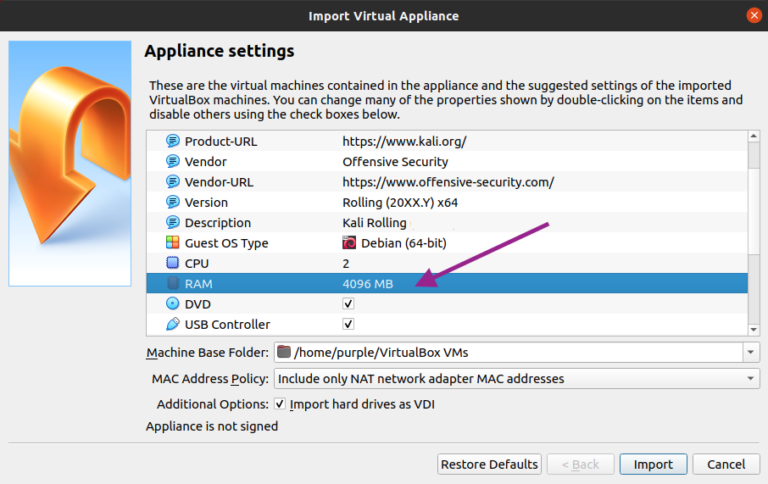 Import Virtual Appliance
Appliance settings
These are the virtual machines contained in the appliance and the suggested settings of the imported
VirtualBox machines. You can change many of the properties shown by double-clicking on the items and
disable others using the check boxes below.
Product-URL https://www.kali.org/
Vendor Offensive Security
Vendor-URL https://www.offensive-security.com/
Version Rolling (20XX.Y) x64
Description Kali Rolling
Guest OS Type Debian (64-bit)
CPU 2
RAM 4096 MB
DVD
USB Controller
Machine Base Folder: /home/purple/VirtualBox VMs
MAC Address Policy: Include only NAT network adapter MAC addresses
Additional Options: Import hard drives as VDI
Appliance is not signed
Restore Defaults < Back Import Cancel